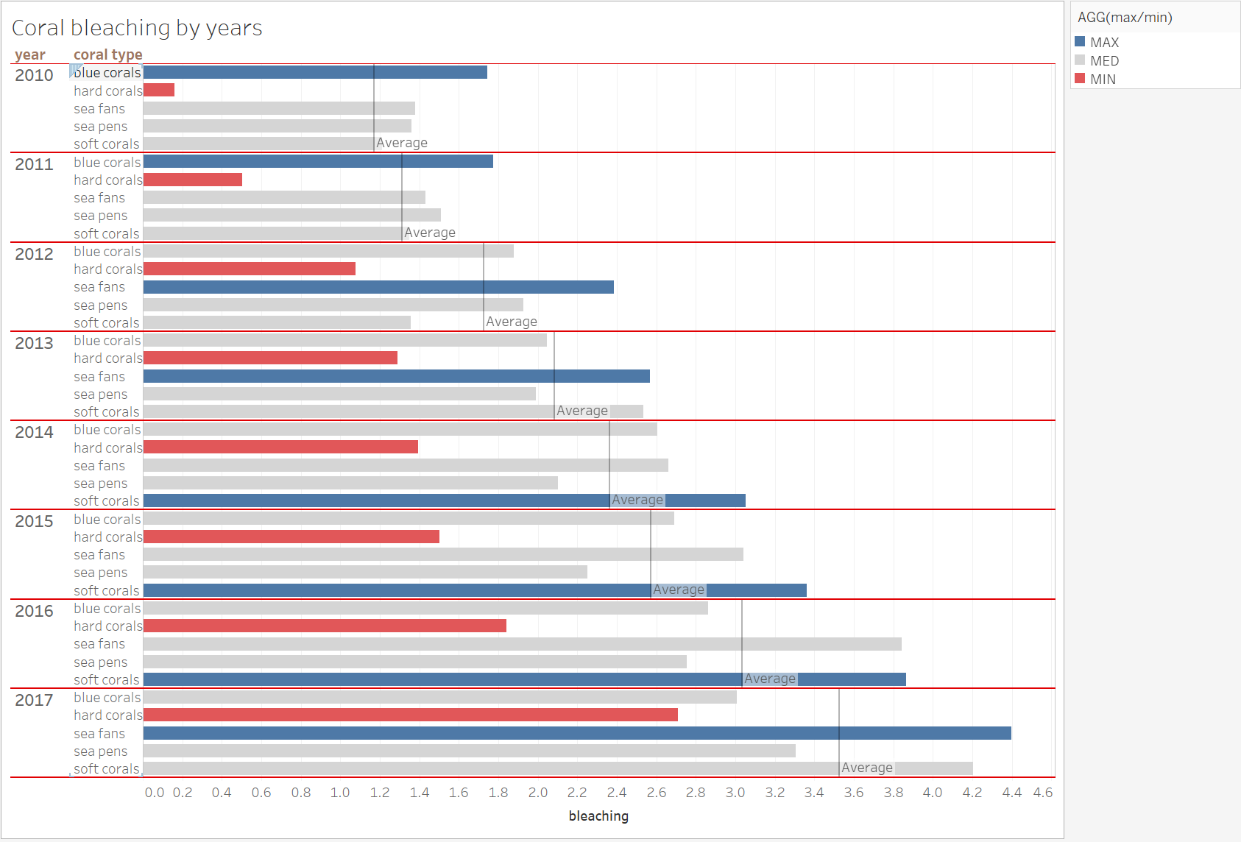 Coral bleaching by years
year coral type
2010 blue corals
hard corals
sea fans
sea pens
soft corals Average
2011 blue corals
hard corals
sea fans
sea pens
soft corals Average
2012 blue corals
hard corals
sea fans
sea pens
soft corals Average
2013 blue corals
hard corals
sea fans
sea pens
soft corals Average
2014 blue corals
hard corals
sea fans
sea pens
soft corals Average
2015 blue corals
hard corals
sea fans
sea pens
soft corals Average
2016 blue corals
hard corals
sea fans
sea pens
soft corals Average
2017 blue corals
hard corals
sea fans
sea pens
soft corals Average
0.0 0.2 0.4 0.6 0.8 1.0 1.2 1.4 1.6 1.8 2.0 2.2 2.4 2.6 2.8 3.0 3.2 3.4 3.6 3.8 4.0 4.2 4.4 4.6
bleaching
AGG(max/min)
MAX
MED
MIN